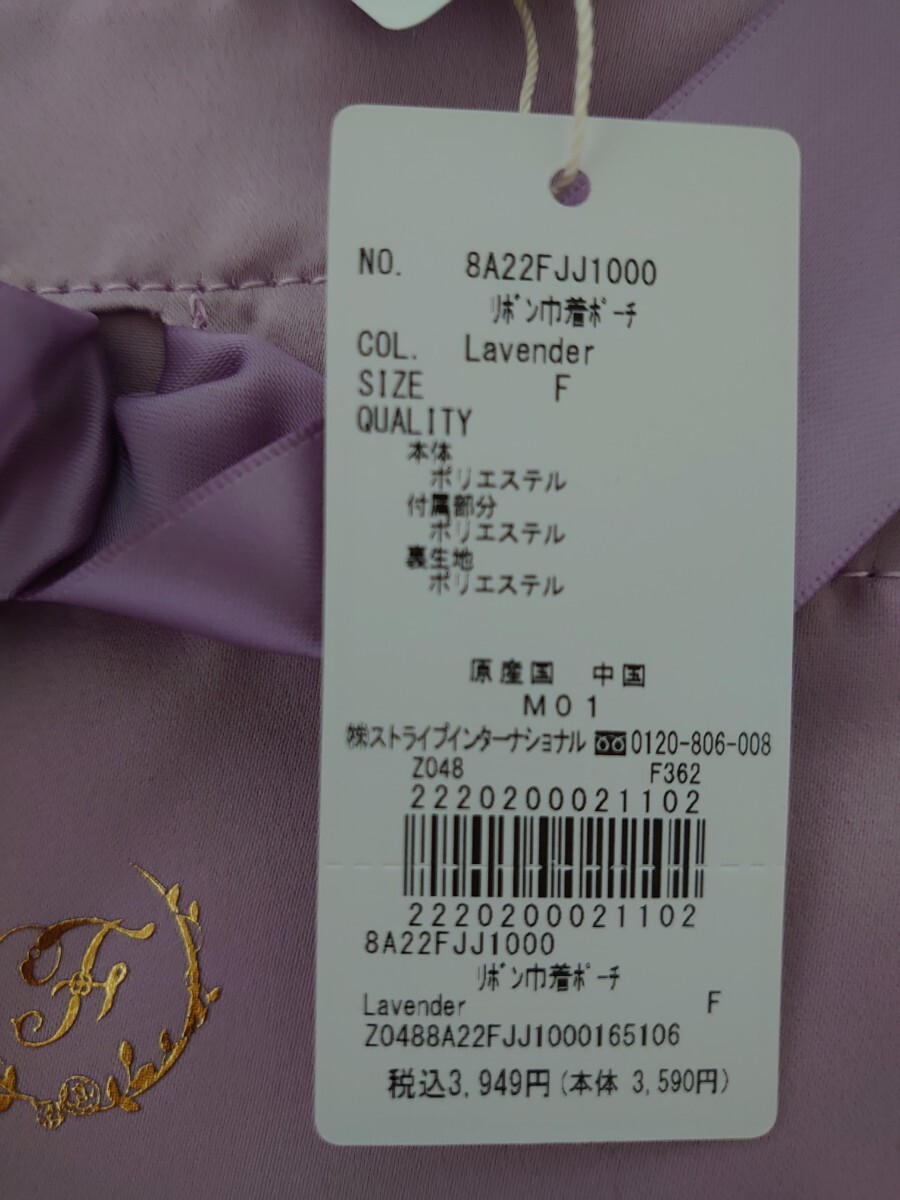 NO. 8A22FJJ1000
ﾘﾎﾞﾝ巾着ﾎﾟｰﾁ
COL. Lavender
SIZE F
QUALITY
本体
ポリエステル
付属部分
ポリエステル
裏生地
ポリエステル
原産国 中国
M01
㈱ストライプインターナショナル 0120-806-008
Z048 F362
2220200021102
2220200021102
8A22FJJ1000
ﾘﾎﾞﾝ巾着ﾎﾟｰﾁ
Lavender F
Z0488A22FJJ1000165106
税込3,949円(本体 3,590円)
F